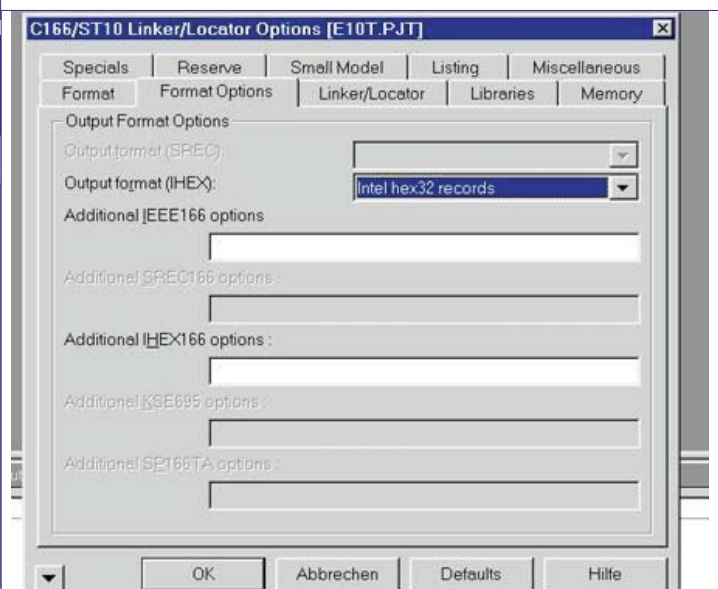 C166/ST10 Linker/Locator Options [E10T.PJT]
Specials Reserve Small Model Listing Miscellaneous
Format Format Options Linker/Locator Libraries Memory
Output Format Options
Output format (SREC):
Output format (IHEX): Intel hex32 records
Additional IEEE166 options
Additional SREC166 options :
Additional IHEX166 options :
Additional KSE695 options :
Additional SP166TA options :
OK Abbrechen Defaults Hilfe